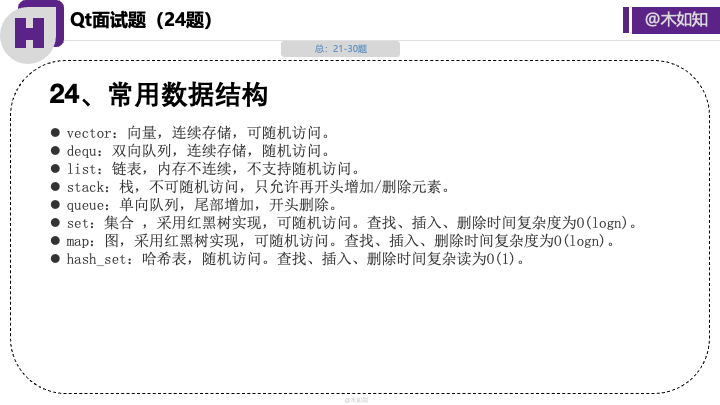 H
Qt面试题（24题）
@木如知
总：21-30题
24、常用数据结构
● vector：向量，连续存储，可随机访问。
● dequ：双向队列，连续存储，随机访问。
● list：链表，内存不连续，不支持随机访问。
● stack：栈，不可随机访问，只允许再开头增加/删除元素。
● queue：单向队列，尾部增加，开头删除。
● set：集合 ，采用红黑树实现，可随机访问。查找、插入、删除时间复杂度为O(logn)。
● map：图，采用红黑树实现，可随机访问。查找、插入、删除时间复杂度为O(logn)。
● hash_set：哈希表，随机访问。查找、插入、删除时间复杂读为O(1)。
@木如知